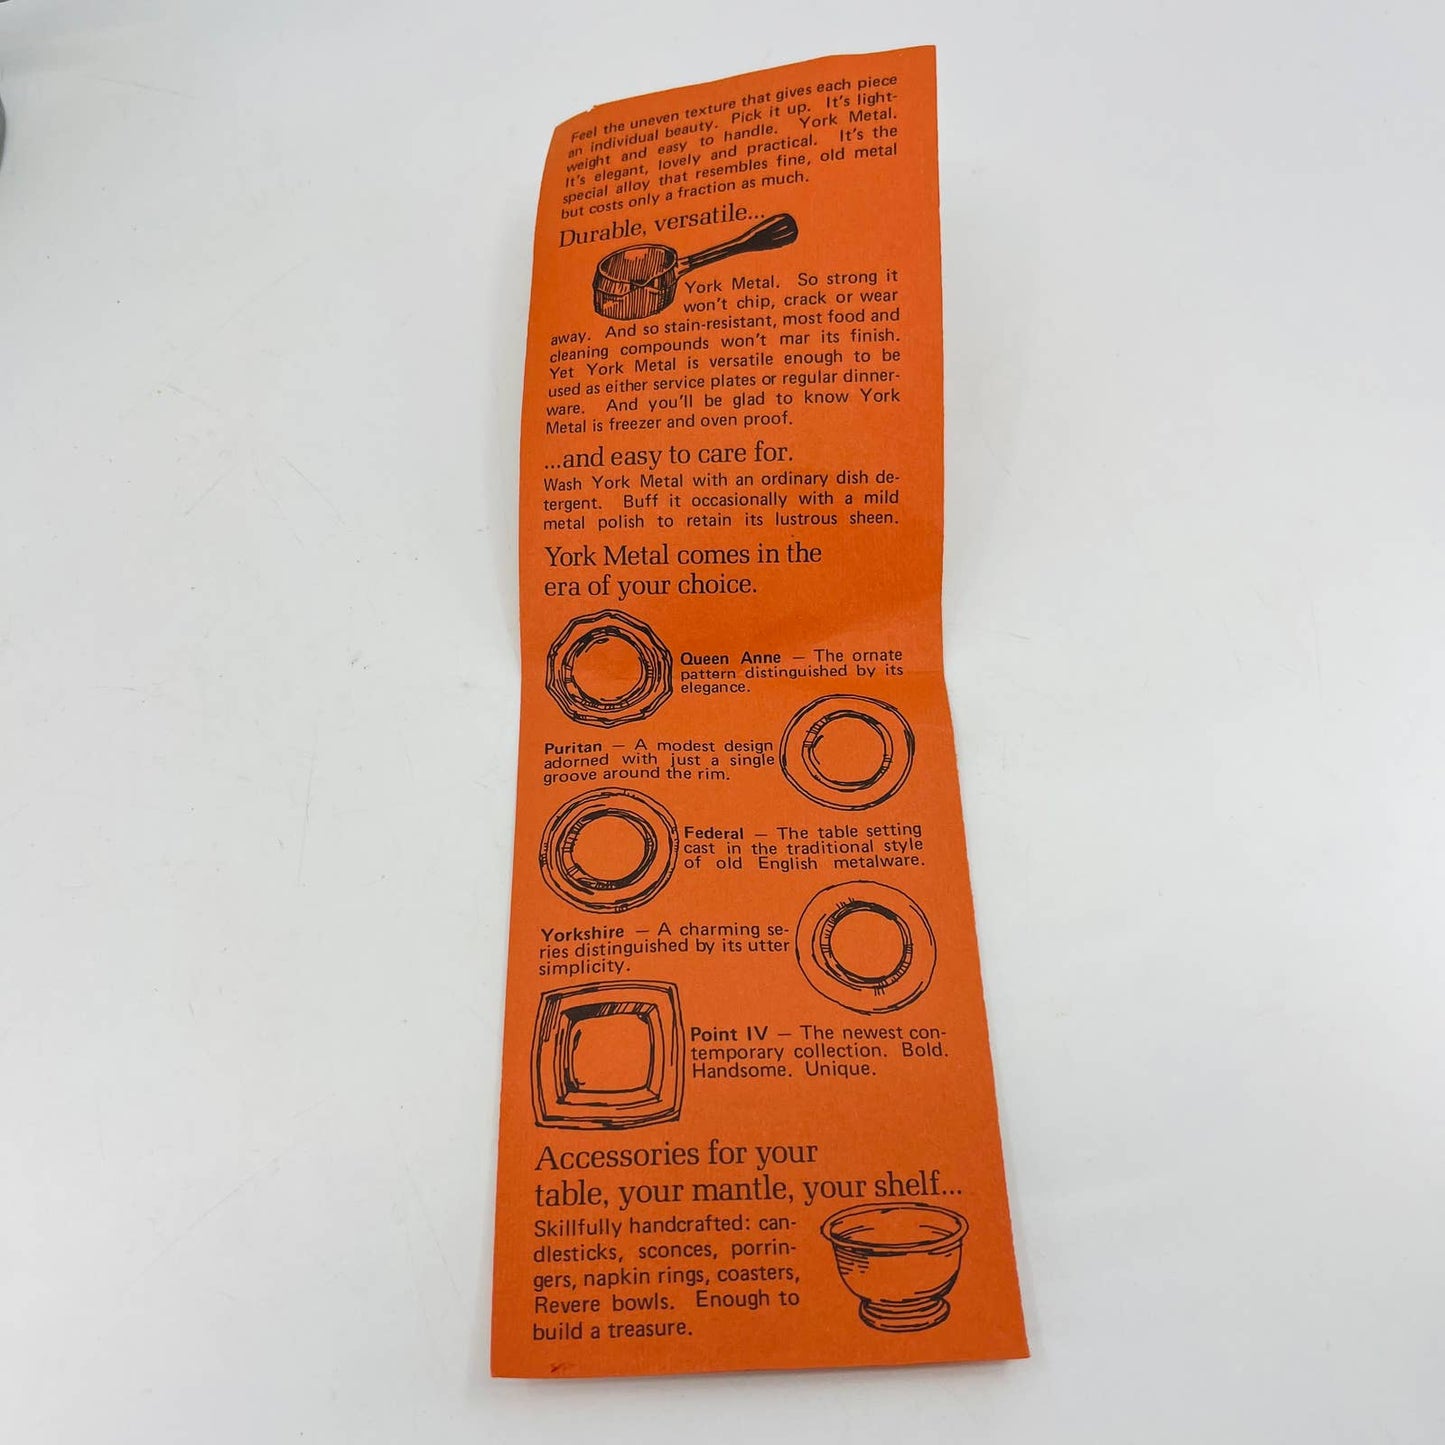 Feel the uneven texture that gives each piece
an individual beauty. Pick it up. It's light-
weight and easy to handle. York Metal.
It's elegant, lovely and practical. It's the
special alloy that resembles fine, old metal
but costs only a fraction as much.
Durable, versatile...
York Metal. So strong it
won't chip, crack or wear
away. And so stain-resistant, most food and
cleaning compounds won't mar its finish.
Yet York Metal is versatile enough to be
used as either service plates or regular dinner-
ware. And you'll be glad to know York
Metal is freezer and oven proof.
...and easy to care for.
Wash York Metal with an ordinary dish de-
tergent. Buff it occasionally with a mild
metal polish to retain its lustrous sheen.
York Metal comes in the
era of your choice.
Queen Anne — The ornate
pattern distinguished by its
elegance.
Puritan — A modest design
adorned with just a single
groove around the rim.
Federal — The table setting
cast in the traditional style
of old English metalware.
Yorkshire — A charming se-
ries distinguished by its utter
simplicity.
Point IV — The newest con-
temporary collection. Bold.
Handsome. Unique.
Accessories for your
table, your mantle, your shelf...
Skillfully handcrafted: can-
dlesticks, sconces, porrin-
gers, napkin rings, coasters,
Revere bowls. Enough to
build a treasure.